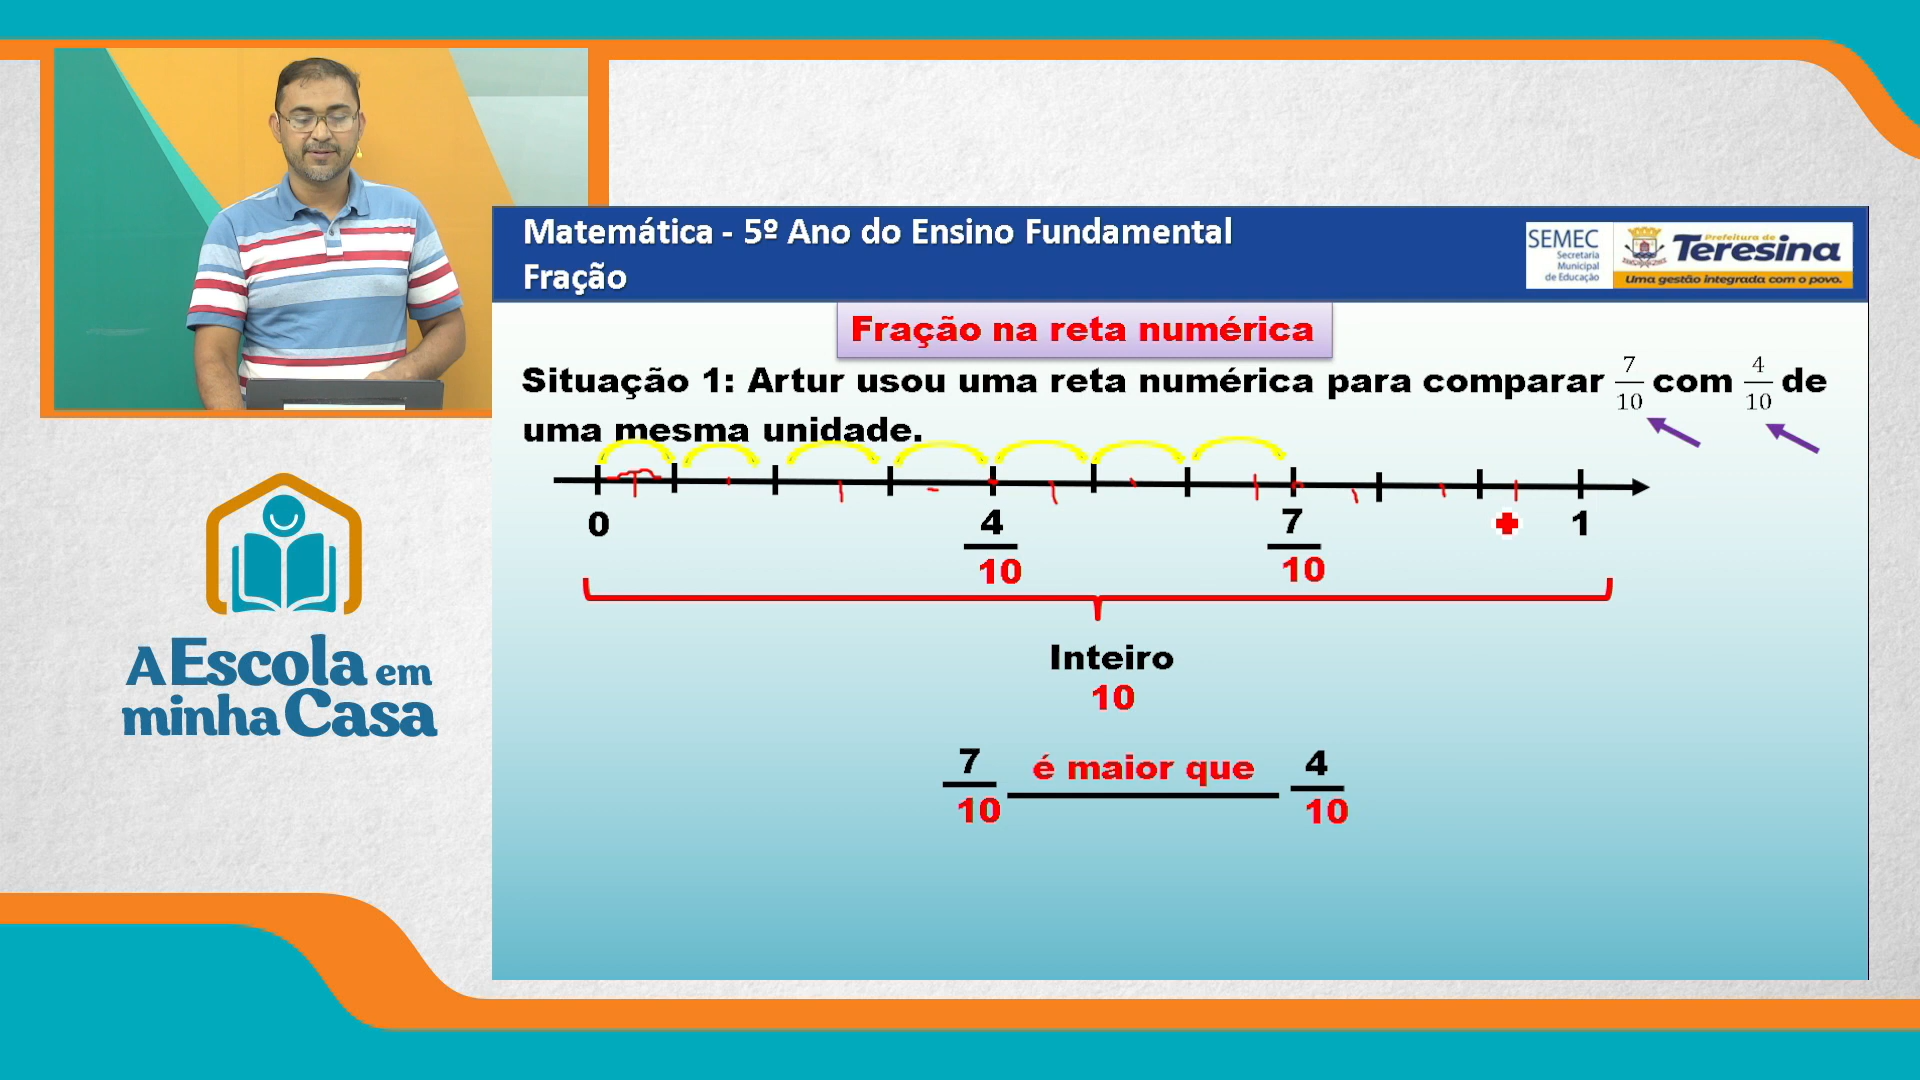 Matemática - 5º Ano do Ensino Fundamental
Fração
SEMEC
Secretaria
Municipal
de Educação
Prefeitura de
Teresina
Uma gestão integrada com o povo.
Fração na reta numérica
Situação 1: Artur usou uma reta numérica para comparar 7/10 com 4/10 de
uma mesma unidade.
0 4/10 7/10 1
Inteiro
10
7/10 é maior que 4/10
A Escola em
minha Casa